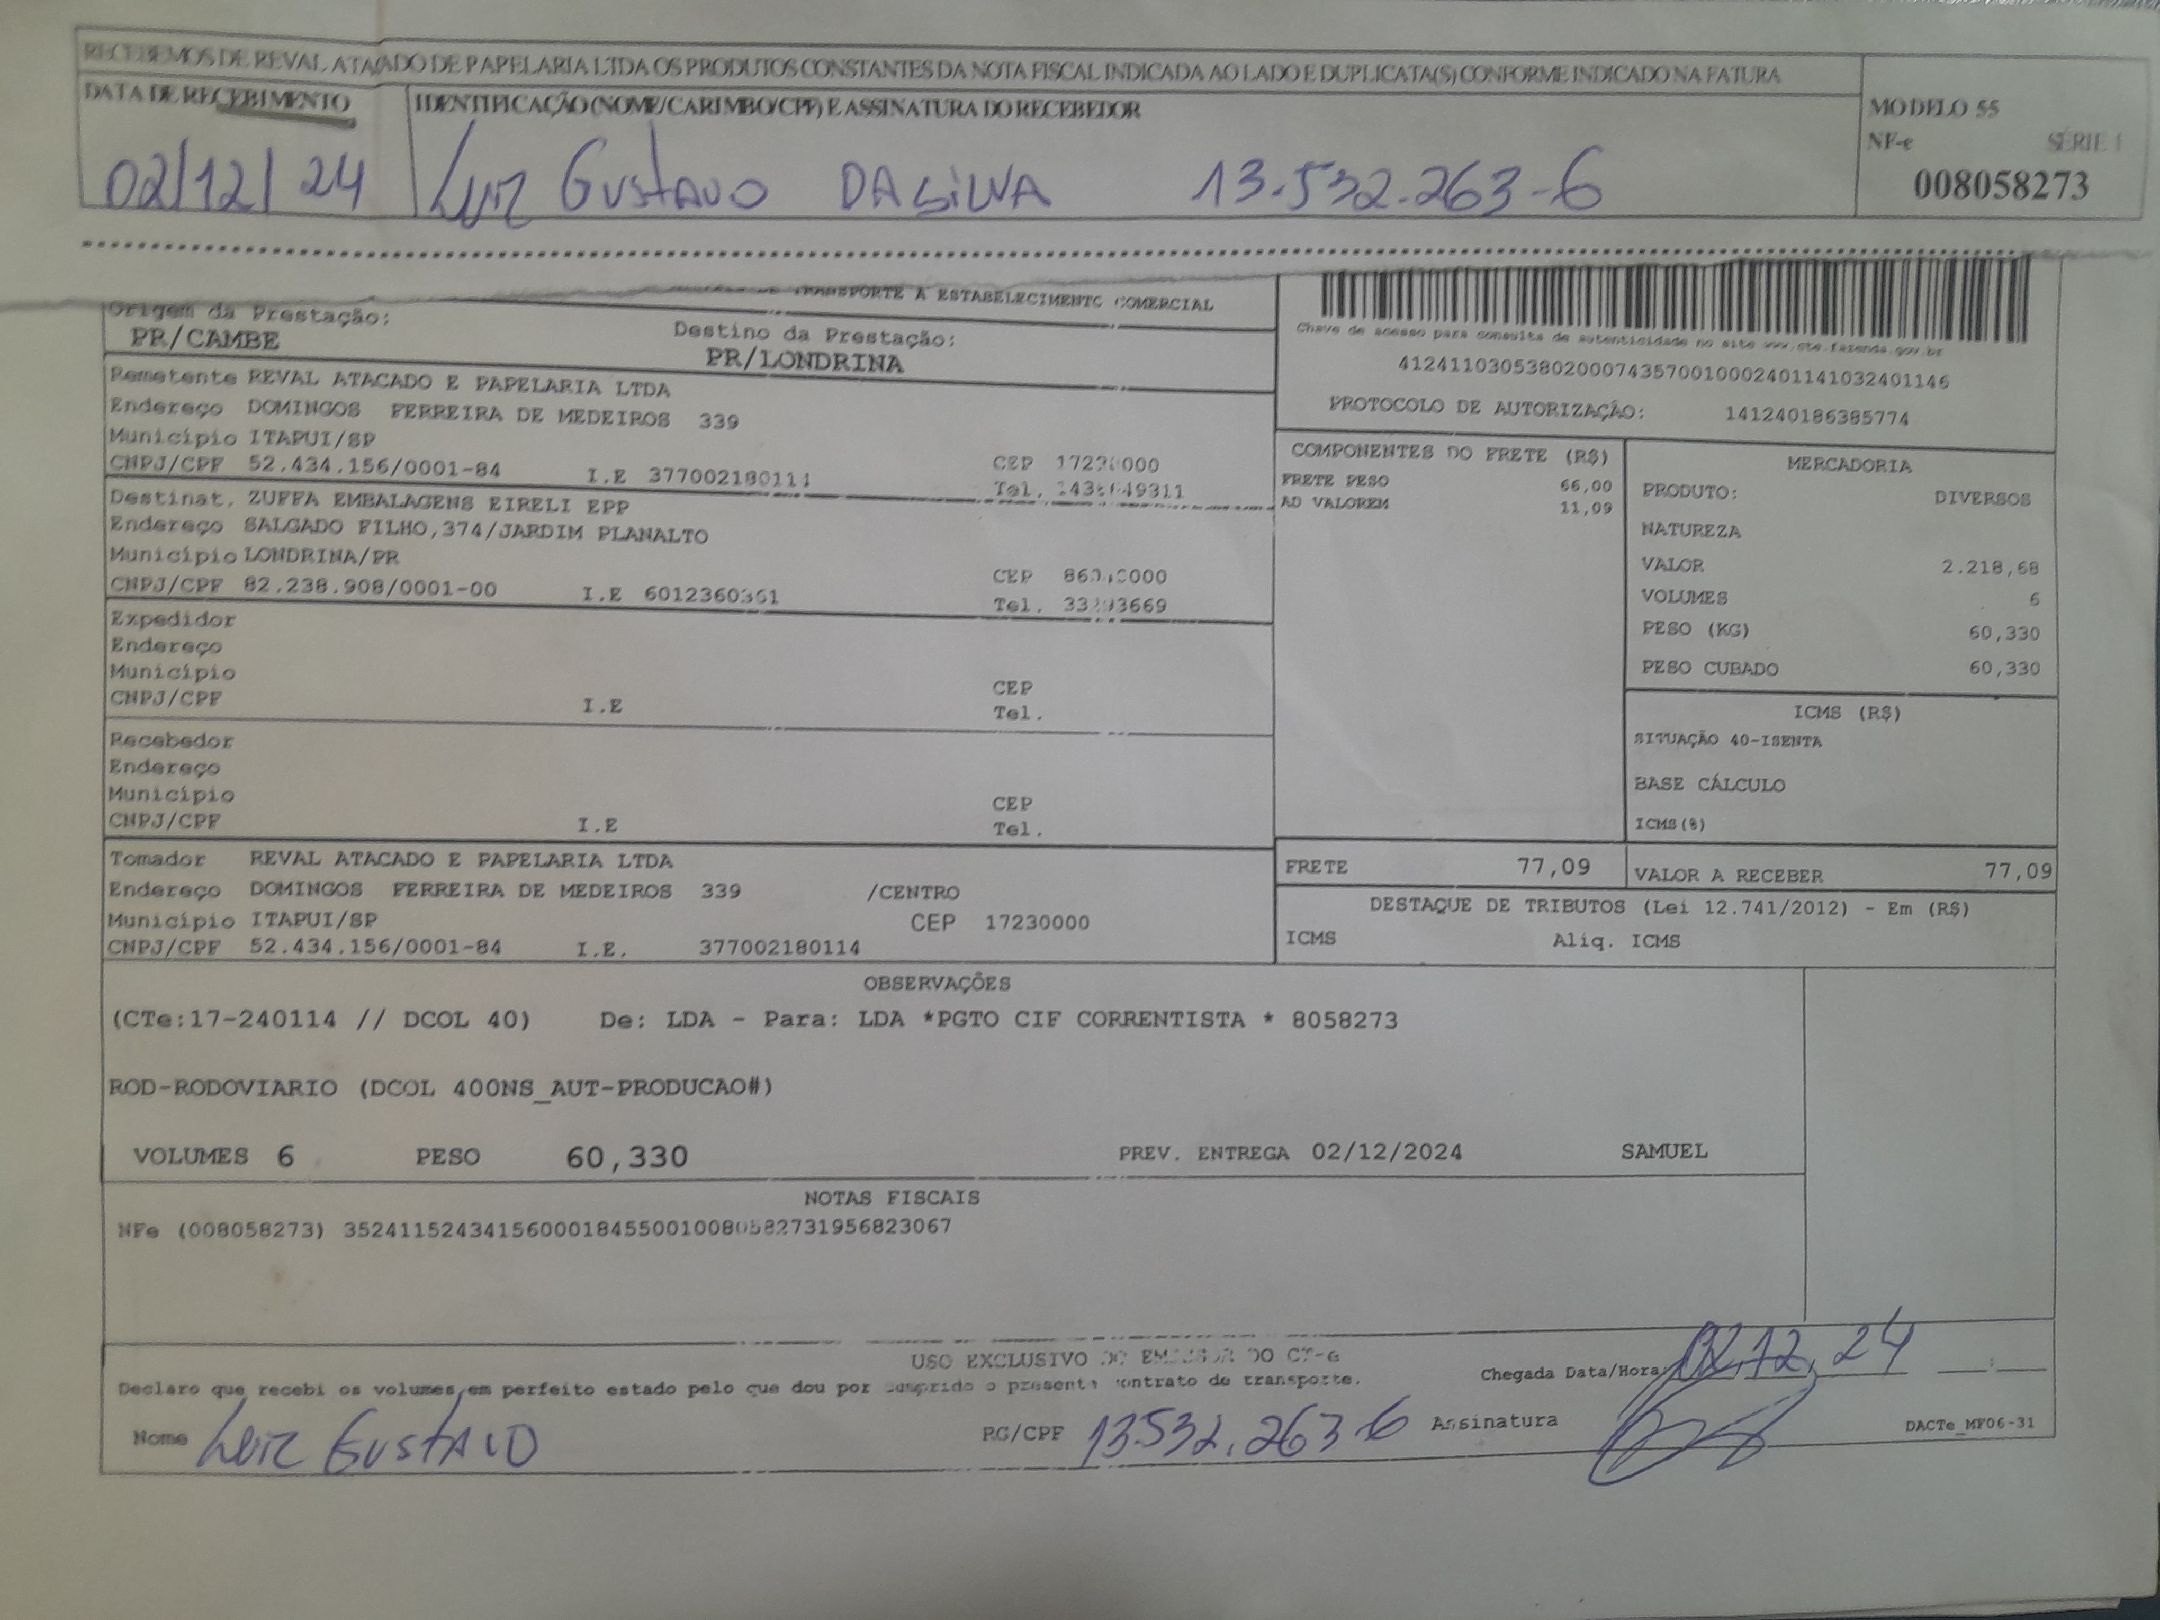 RECEBEMOS DE REVAL ATACADO DE PAPELARIA LTDA OS PRODUTOS CONSTANTES DA NOTA FISCAL INDICADA AO LADO E DUPLICATA(S) CONFORME INDICADO NA FATURA
DATA DE RECEBIMENTO IDENTIFICAÇÃO (NOME/CARIMBO/CPF) E ASSINATURA DO RECEBEDOR
MODELO 55
NF-e SÉRIE 1
008058273
02/12/24 Luiz Gustavo DA SILVA 13.532.263-6
TRANSPORTE A ESTABELECIMENTO COMERCIAL
Origem da Prestação: Destino da Prestação:
PR/CAMBE PR/LONDRINA
Chave de acesso para consulta de autenticidade no site www.cte.fazenda.gov.br
41241103053802000743570010002401141032401146
PROTOCOLO DE AUTORIZAÇÃO: 141240186385774
Remetente REVAL ATACADO E PAPELARIA LTDA
Endereço DOMINGOS FERREIRA DE MEDEIROS 339
Município ITAPUI/SP
CNPJ/CPF 52.434.156/0001-84 I.E 377002180114 CEP 17230000
Tel.
Destinat. ZUFFA EMBALAGENS EIRELI EPP
Endereço SALGADO FILHO,374/JARDIM PLANALTO
Município LONDRINA/PR
CNPJ/CPF 82.238.908/0001-00 I.E 6012360361 CEP
Tel.
Expedidor
Endereço
Município
CNPJ/CPF I.E CEP
Tel.
Recebedor
Endereço
Município
CNPJ/CPF I.E CEP
Tel.
Tomador REVAL ATACADO E PAPELARIA LTDA
Endereço DOMINGOS FERREIRA DE MEDEIROS 339 /CENTRO
Município ITAPUI/SP CEP 17230000
CNPJ/CPF 52.434.156/0001-84 I.E. 377002180114
COMPONENTES DO FRETE (R$)
FRETE PESO 66,00
AD VALOREM 11,09
MERCADORIA
PRODUTO: DIVERSOS
NATUREZA
VALOR 2.218,68
VOLUMES 6
PESO (KG) 60,330
PESO CUBADO 60,330
ICMS (R$)
SITUAÇÃO 40-ISENTA
BASE CÁLCULO
ICMS(%)
FRETE 77,09 VALOR A RECEBER 77,09
DESTAQUE DE TRIBUTOS (Lei 12.741/2012) - Em (R$)
ICMS Aliq. ICMS
OBSERVAÇÕES
(CTe:17-240114 // DCOL 40) De: LDA - Para: LDA *PGTO CIF CORRENTISTA * 8058273
ROD-RODOVIARIO (DCOL 400NS_AUT-PRODUCAO#)
VOLUMES 6 PESO 60,330 PREV. ENTREGA 02/12/2024 SAMUEL
NOTAS FISCAIS
NFe (008058273) 35241152434156000184550010080582731956823067
USO EXCLUSIVO DO EMISSOR DO CT-e
Declaro que recebi os volumes em perfeito estado pelo que dou por cumprido o presente contrato de transporte.
Chegada Data/Hora: 02,12,24 __:__
Nome Luiz Gustavo RG/CPF 13.532.263-6 Assinatura
DACTe_MF06-31